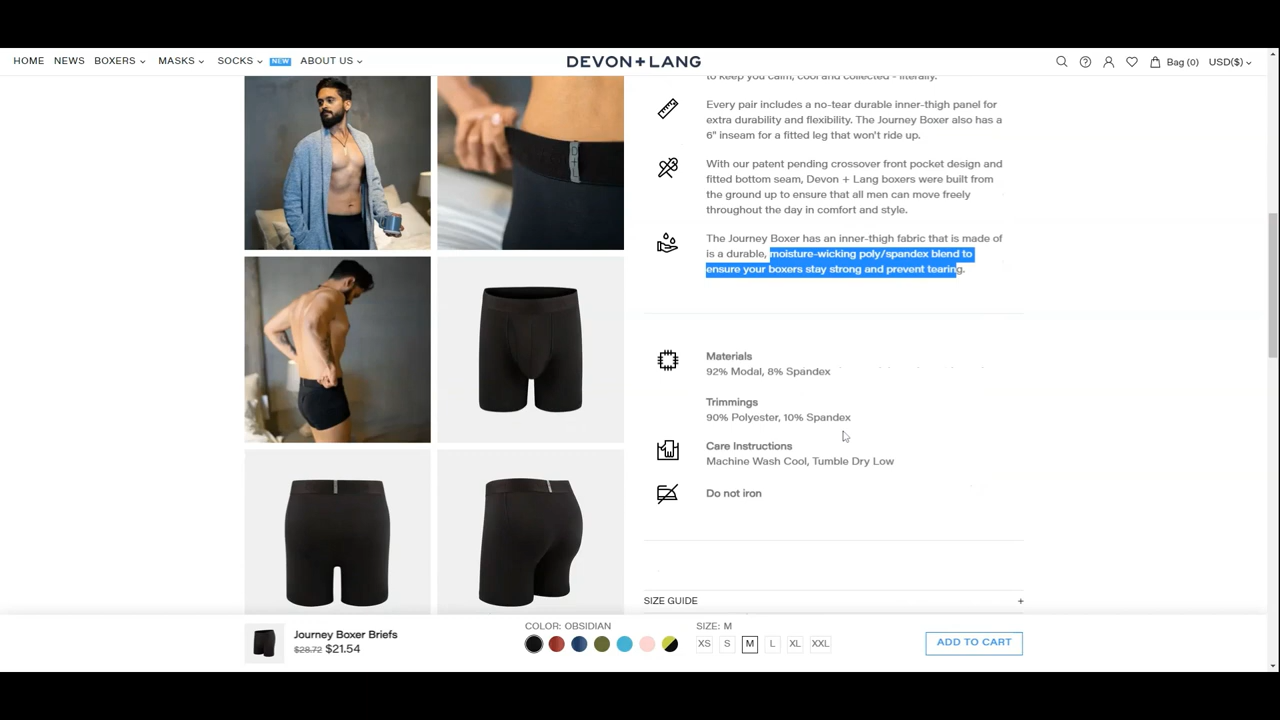 HOME NEWS BOXERS MASKS SOCKS NEW ABOUT US
DEVON+LANG
Bag (0) USD($)
to keep you calm, cool and collected - literally.
Every pair includes a no-tear durable inner-thigh panel for
extra durability and flexibility. The Journey Boxer also has a
6" inseam for a fitted leg that won't ride up.
With our patent pending crossover front pocket design and
fitted bottom seam, Devon + Lang boxers were built from
the ground up to ensure that all men can move freely
throughout the day in comfort and style.
The Journey Boxer has an inner-thigh fabric that is made of
is a durable, moisture-wicking poly/spandex blend to
ensure your boxers stay strong and prevent tearing.
Materials
92% Modal, 8% Spandex
Trimmings
90% Polyester, 10% Spandex
Care Instructions
Machine Wash Cool, Tumble Dry Low
Do not iron
SIZE GUIDE +
Journey Boxer Briefs
$28.72 $21.54
COLOR: OBSIDIAN
SIZE: M
XS S M L XL XXL
ADD TO CART